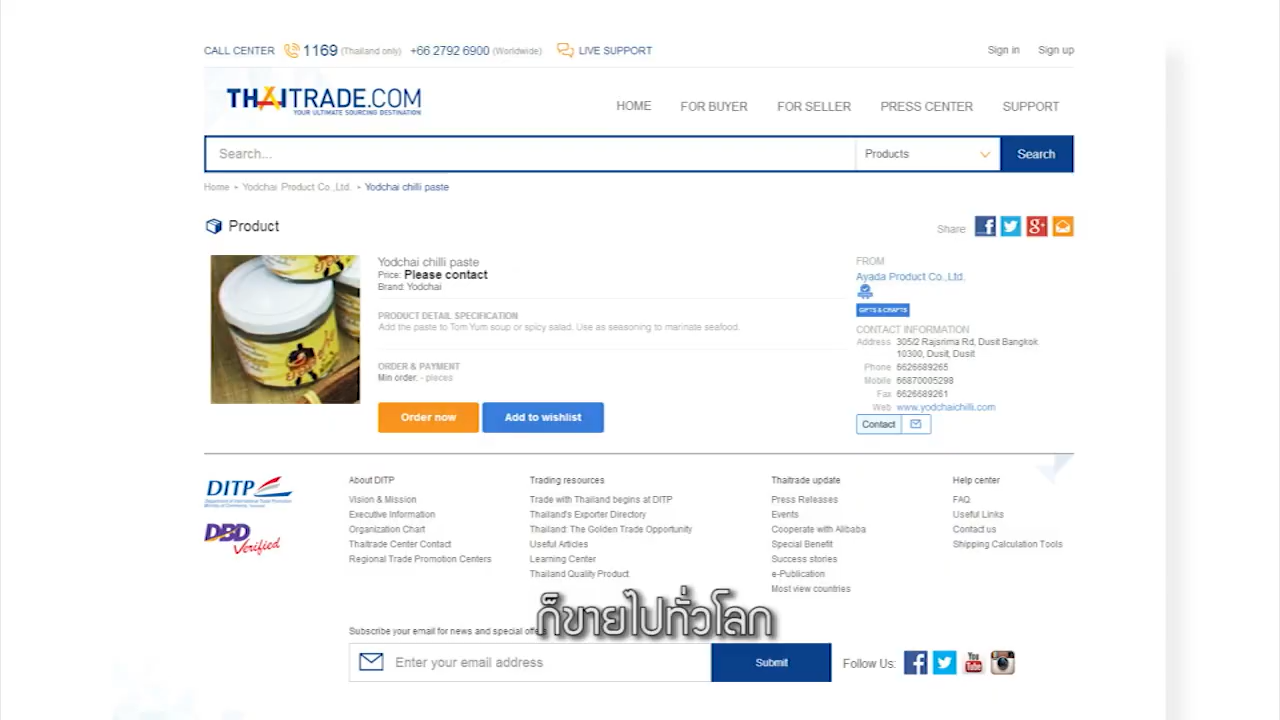 CALL CENTER 1169 (Thailand only) +66 2792 6900 (Worldwide) LIVE SUPPORT Sign in Sign up
THAITRADE.COM
YOUR ULTIMATE SOURCING DESTINATION
HOME FOR BUYER FOR SELLER PRESS CENTER SUPPORT
Search... Products Search
Home • Yodchai Product Co.,Ltd. • Yodchai chilli paste
Product
Share
Yodchai chilli paste
Price: Please contact
Brand: Yodchai
PRODUCT DETAIL SPECIFICATION
Add the paste to Tom Yum soup or spicy salad. Use as seasoning to marinate seafood.
ORDER & PAYMENT
Min order: - pieces
Order now Add to wishlist
FROM
Ayada Product Co.,Ltd.
GIFTS & CRAFTS
CONTACT INFORMATION
Address 305/2 Rajsrima Rd, Dusit Bangkok
10300, Dusit, Dusit
Phone 6626689265
Mobile 66870005298
Fax 6626689261
Web www.yodchaichilli.com
Contact
DITP
Department of International Trade Promotion
Ministry of Commerce, Thailand
DBD
Verified
About DITP
Vision & Mission
Executive Information
Organization Chart
Thaitrade Center Contact
Regional Trade Promotion Centers
Trading resources
Trade with Thailand begins at DITP
Thailand's Exporter Directory
Thailand: The Golden Trade Opportunity
Useful Articles
Learning Center
Thailand Quality Product
Thaitrade update
Press Releases
Events
Cooperate with Alibaba
Special Benefit
Success stories
e-Publication
Most view countries
Help center
FAQ
Useful Links
Contact us
Shipping Calculation Tools
ก็ขายไปทั่วโลก
Subscribe your email for news and special offers
Enter your email address Submit Follow Us: